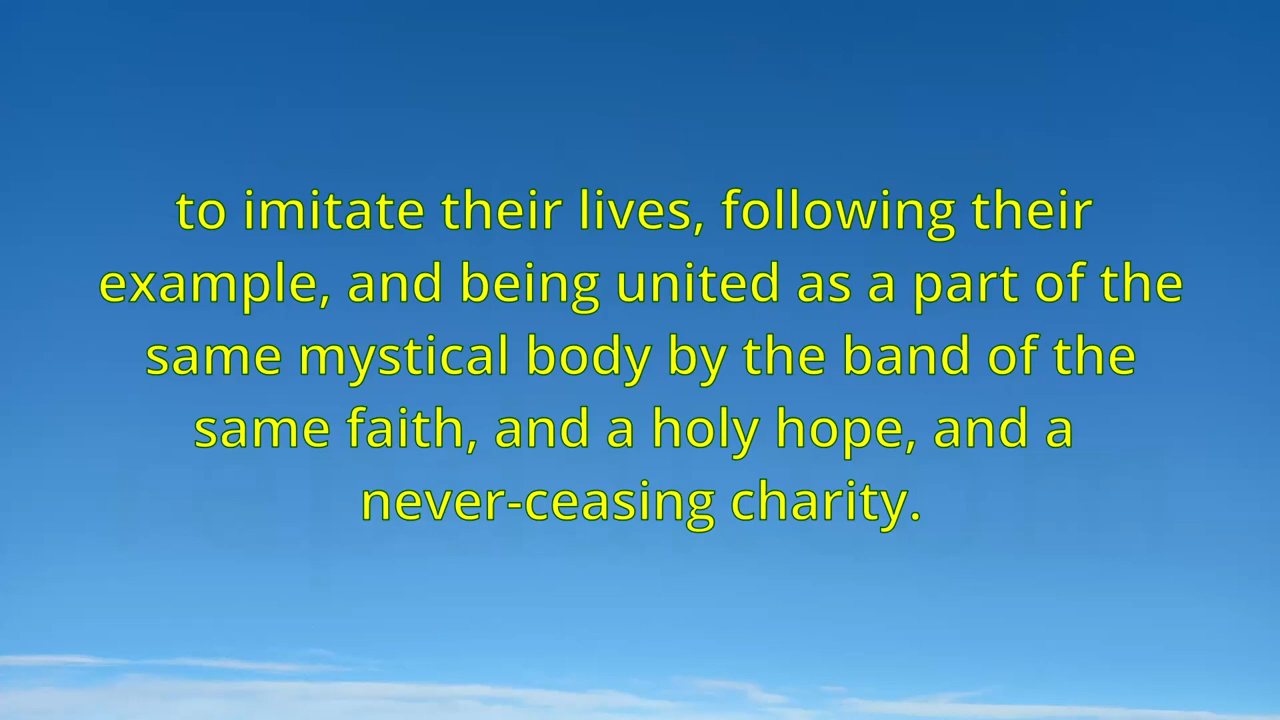 to imitate their lives, following their
example, and being united as a part of the
same mystical body by the band of the
same faith, and a holy hope, and a
never-ceasing charity.